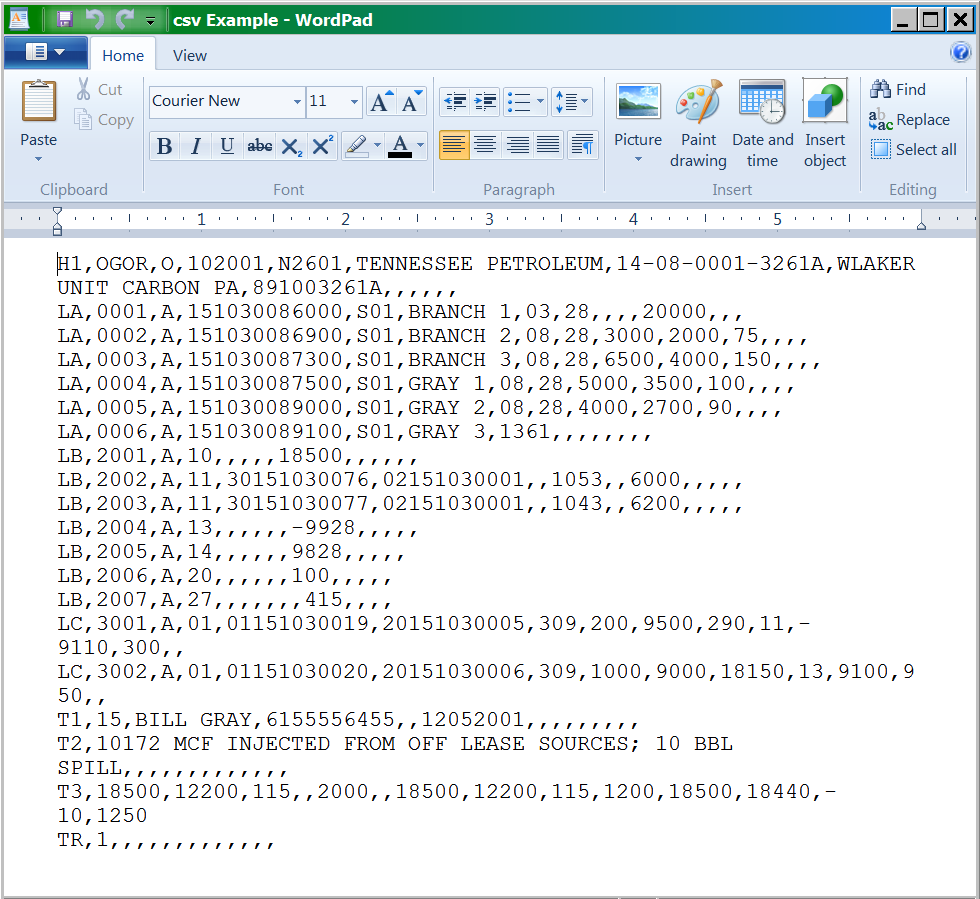 csv Example - WordPad
Home View
Paste
Cut
Copy
Clipboard
Courier New 11
B I U abc X₂ X²
Font
Paragraph
Picture
Paint drawing
Date and time
Insert object
Insert
Find
Replace
Select all
Editing
1 2 3 4 5
H1,OGOR,O,102001,N2601,TENNESSEE PETROLEUM,14-08-0001-3261A,WLAKER
UNIT CARBON PA,891003261A,,,,,,
LA,0001,A,151030086000,S01,BRANCH 1,03,28,,,,20000,,,
LA,0002,A,151030086900,S01,BRANCH 2,08,28,3000,2000,75,,,,
LA,0003,A,151030087300,S01,BRANCH 3,08,28,6500,4000,150,,,,
LA,0004,A,151030087500,S01,GRAY 1,08,28,5000,3500,100,,,,
LA,0005,A,151030089000,S01,GRAY 2,08,28,4000,2700,90,,,,
LA,0006,A,151030089100,S01,GRAY 3,1361,,,,,,,,
LB,2001,A,10,,,,,18500,,,,,,
LB,2002,A,11,30151030076,02151030001,,1053,,6000,,,,,
LB,2003,A,11,30151030077,02151030001,,1043,,6200,,,,,
LB,2004,A,13,,,,,,-9928,,,,,
LB,2005,A,14,,,,,,9828,,,,,
LB,2006,A,20,,,,,,100,,,,,
LB,2007,A,27,,,,,,,415,,,,
LC,3001,A,01,01151030019,20151030005,309,200,9500,290,11,-
9110,300,,
LC,3002,A,01,01151030020,20151030006,309,1000,9000,18150,13,9100,9
50,,
T1,15,BILL GRAY,6155556455,,12052001,,,,,,,,,
T2,10172 MCF INJECTED FROM OFF LEASE SOURCES; 10 BBL
SPILL,,,,,,,,,,,,,
T3,18500,12200,115,,2000,,18500,12200,115,1200,18500,18440,-
10,1250
TR,1,,,,,,,,,,,,,